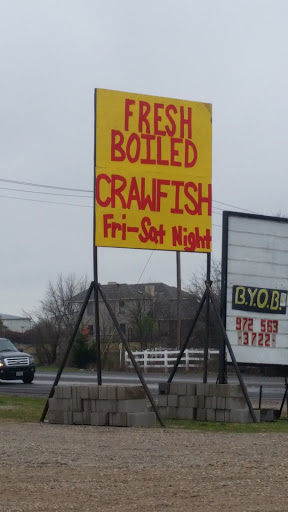 FRESH
BOILED
CRAWFISH
Fri-Sat Night
B.Y.O.B.
972 563
-3722